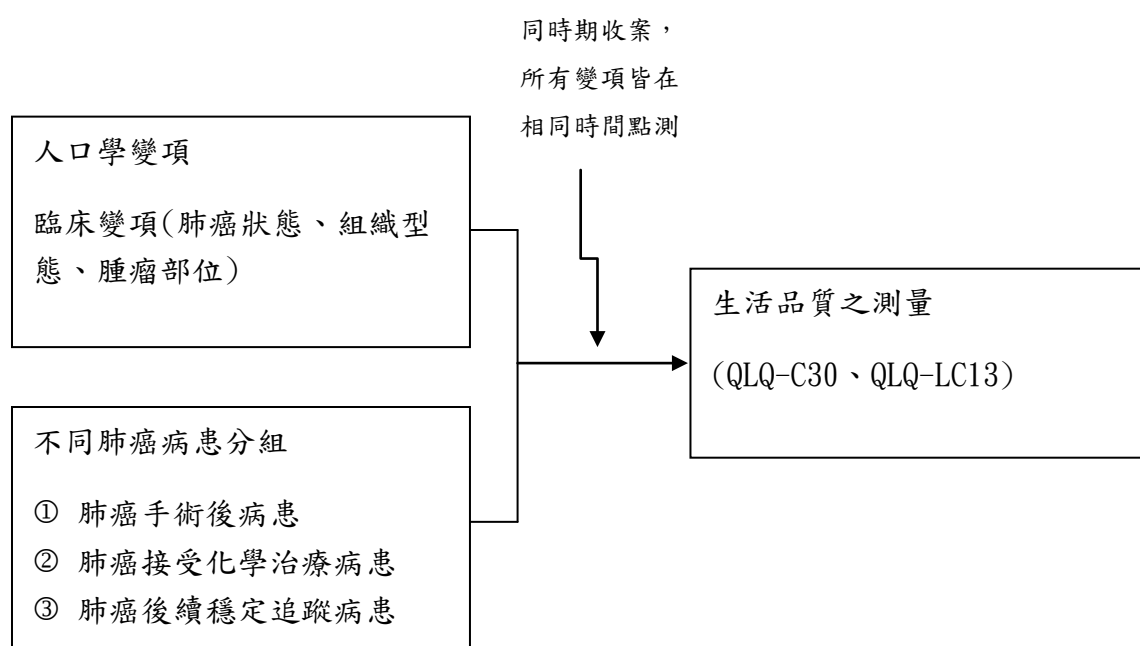 同時期收案，
所有變項皆在
相同時間點測
人口學變項
臨床變項(肺癌狀態、組織型
態、腫瘤部位)
生活品質之測量
(QLQ-C30、QLQ-LC13)
不同肺癌病患分組
① 肺癌手術後病患
② 肺癌接受化學治療病患
③ 肺癌後續穩定追蹤病患